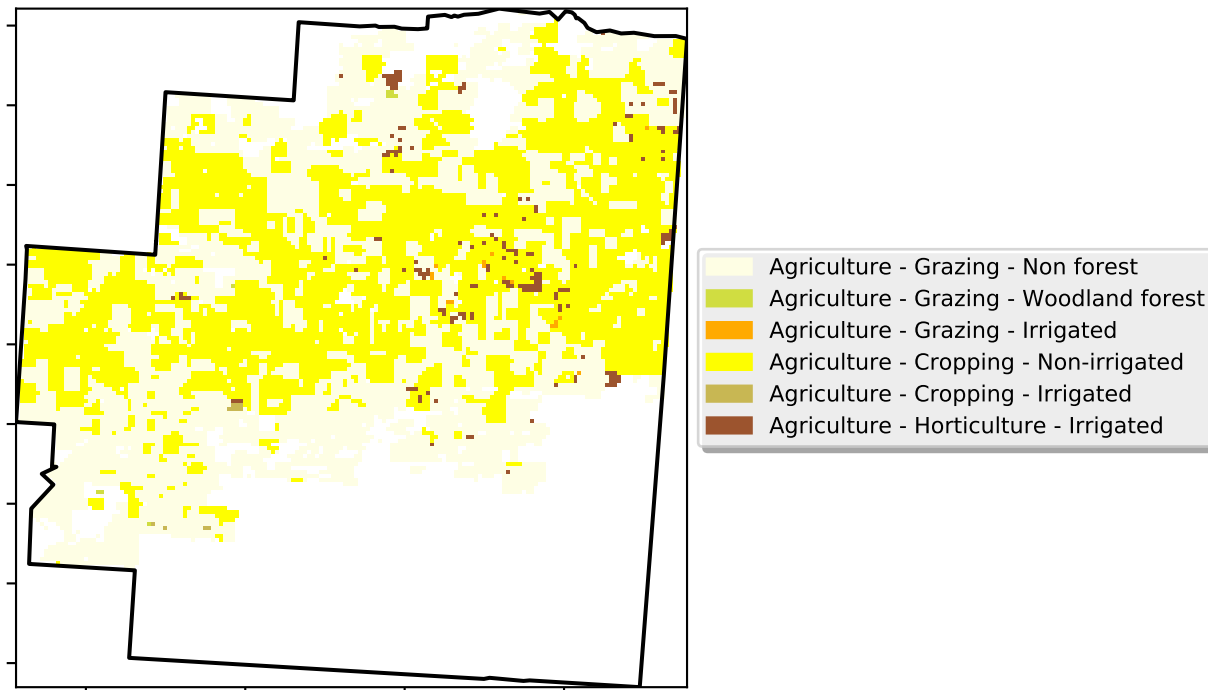 Agriculture - Grazing - Non forest
Agriculture - Grazing - Woodland forest
Agriculture - Grazing - Irrigated
Agriculture - Cropping - Non-irrigated
Agriculture - Cropping - Irrigated
Agriculture - Horticulture - Irrigated